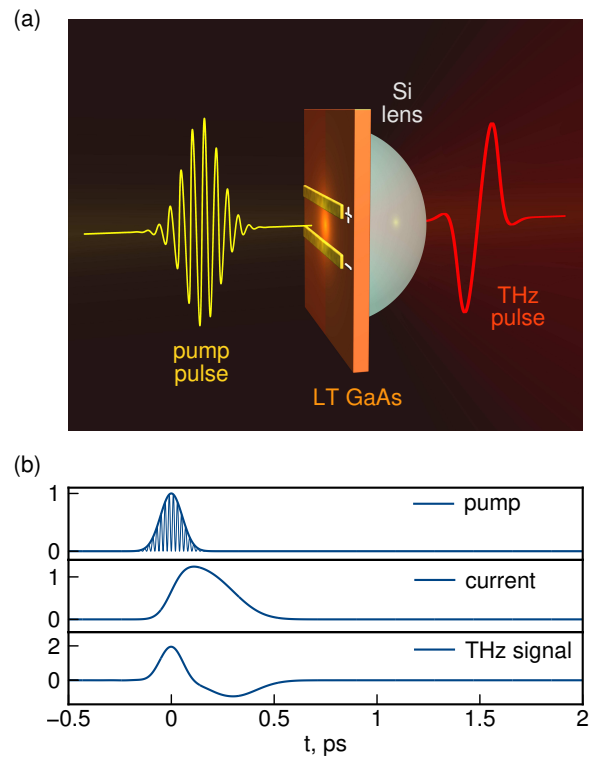 (a)
Si
lens
+
-
pump
pulse
LT GaAs
THz
pulse
(b)
1
0
pump
1
0
current
2
0
THz signal
−0.5
0
0.5
1
1.5
2
t, ps